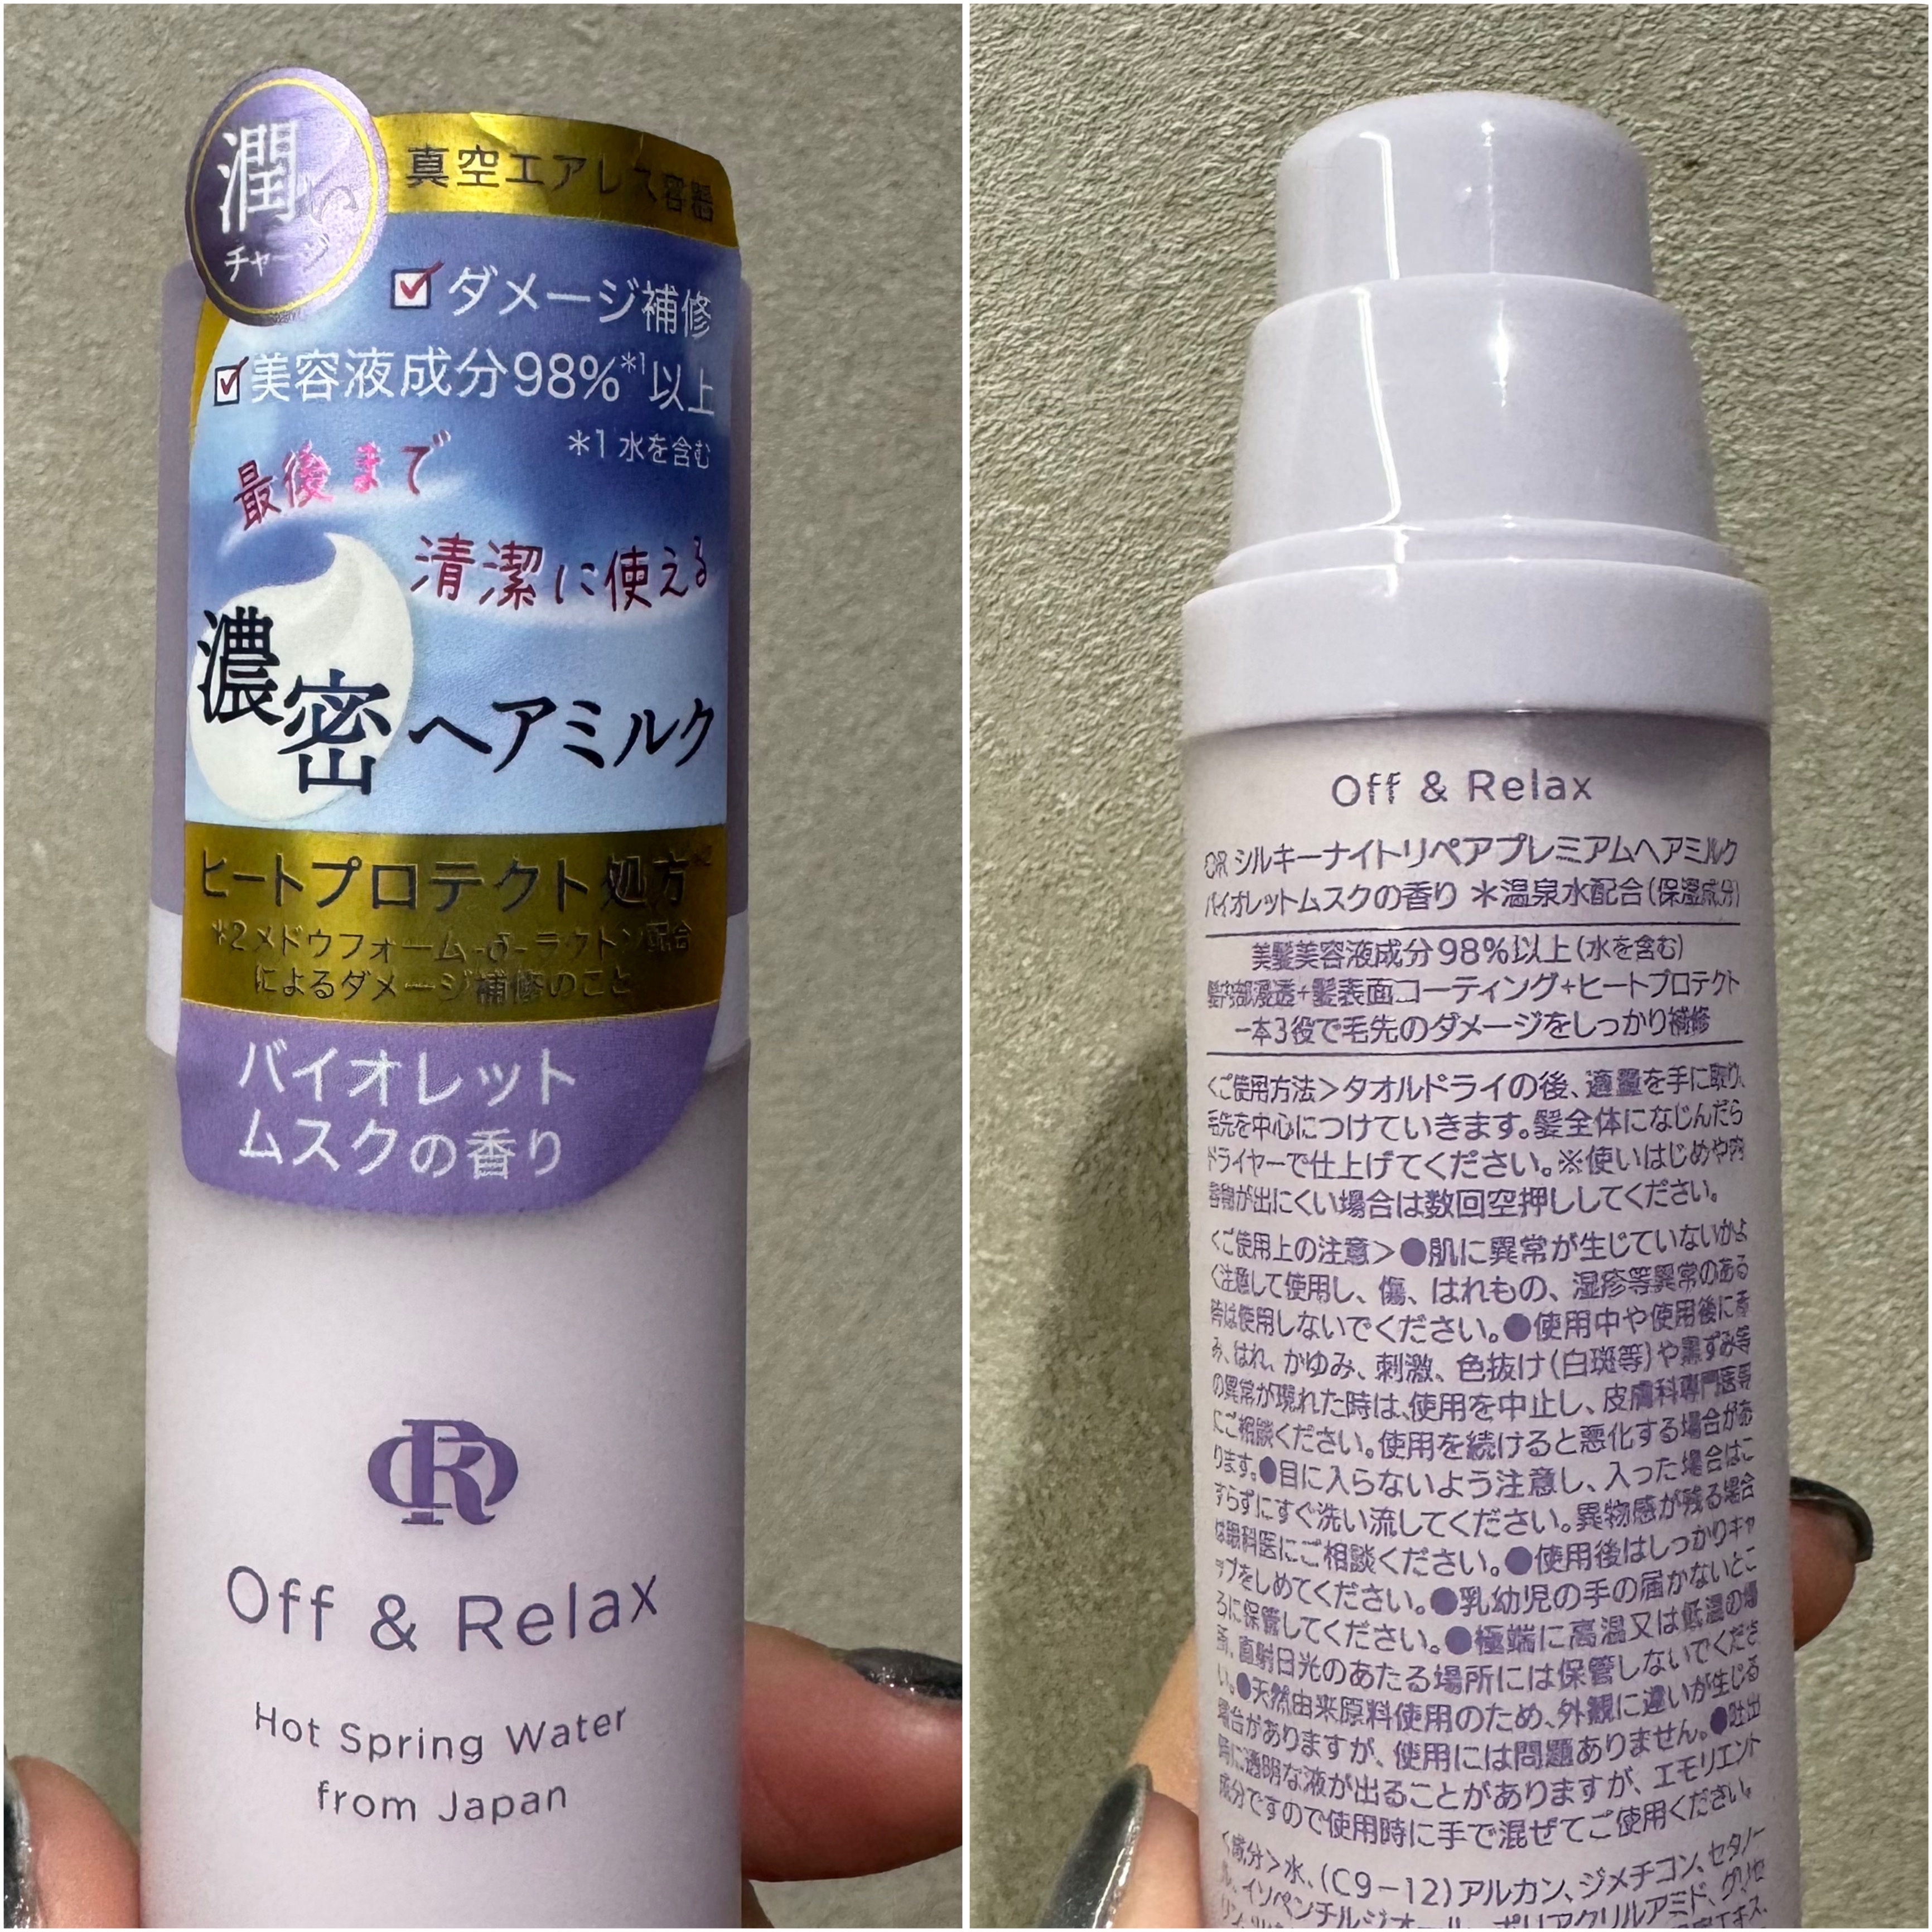 潤い
チャージ
真空エアレス容器
ダメージ補修
美容液成分98%*1以上
*1 水を含む
最後まで
清潔に使える
濃密ヘアミルク
ヒートプロテクト処方*2
*2メドウフォーム-δ-ラクトン配合
によるダメージ補修のこと
バイオレット
ムスクの香り
OR
Off & Relax
Hot Spring Water
from Japan
Off & Relax
OR シルキーナイトリペアプレミアムヘアミルク
バイオレットムスクの香り *温泉水配合(保湿成分)
美髪美容液成分98%以上(水を含む)
髪内部浸透+髪表面コーティング+ヒートプロテクト
一本3役で毛先のダメージをしっかり補修
<ご使用方法>タオルドライの後、適量を手に取り、
毛先を中心につけていきます。髪全体になじんだら
ドライヤーで仕上げてください。※使いはじめや内
容物が出にくい場合は数回空押ししてください。
<ご使用上の注意>●肌に異常が生じていないかよ
く注意して使用し、傷、はれもの、湿疹等異常のある
時は使用しないでください。●使用中や使用後に赤
み、はれ、かゆみ、刺激、色抜け(白斑等)や黒ずみ等
の異常が現れた時は、使用を中止し、皮膚科専門医等
にご相談ください。使用を続けると悪化する場合があ
ります。●目に入らないよう注意し、入った場合はこ
すらずにすぐ洗い流してください。異物感が残る場合
は眼科医にご相談ください。●使用後はしっかりキャ
ップをしめてください。●乳幼児の手の届かないとこ
ろに保管してください。●極端に高温又は低温の場
所、直射日光のあたる場所には保管しないでくださ
い。●天然由来原料使用のため、外観に違いが生じる
場合がありますが、使用には問題ありません。●吐出
時に透明な液が出ることがありますが、エモリエント
成分ですので使用時に手で混ぜてご使用ください。
<成分>水、(C9-12)アルカン、ジメチコン、セタノー
ル、イソペンチルジオール、ポリアクリルアミド、グリセ
リン、
エキス、